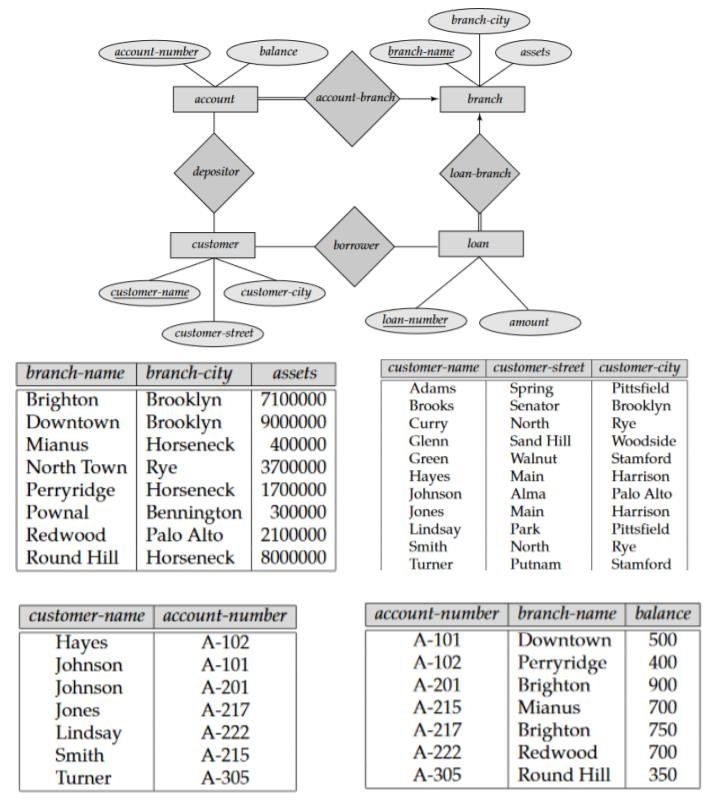 branch-city
account-number balance branch-name assets
account account-branch branch
depositor loan-branch
customer borrower loan
customer-name customer-city
customer-street
loan-number amount
branch-name branch-city assets
Brighton Brooklyn 7100000
Downtown Brooklyn 9000000
Mianus Horseneck 400000
North Town Rye 3700000
Perryridge Horseneck 1700000
Pownal Bennington 300000
Redwood Palo Alto 2100000
Round Hill Horseneck 8000000
customer-name customer-street customer-city
Adams Spring Pittsfield
Brooks Senator Brooklyn
Curry North Rye
Glenn Sand Hill Woodside
Green Walnut Stamford
Hayes Main Harrison
Johnson Alma Palo Alto
Jones Main Harrison
Lindsay Park Pittsfield
Smith North Rye
Turner Putnam Stamford
customer-name account-number
Hayes A-102
Johnson A-101
Johnson A-201
Jones A-217
Lindsay A-222
Smith A-215
Turner A-305
account-number branch-name balance
A-101 Downtown 500
A-102 Perryridge 400
A-201 Brighton 900
A-215 Mianus 700
A-217 Brighton 750
A-222 Redwood 700
A-305 Round Hill 350